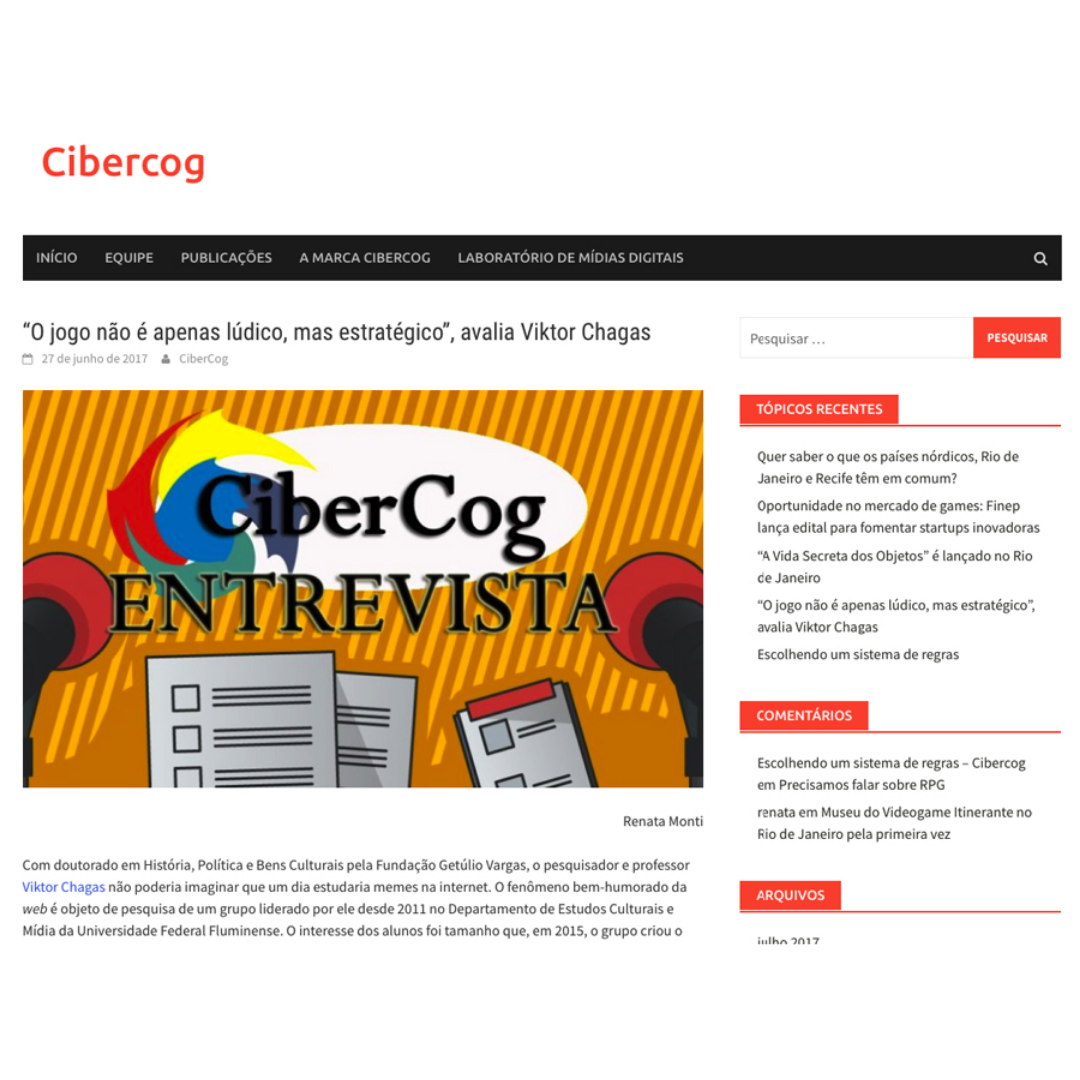 Cibercog
INÍCIO EQUIPE PUBLICAÇÕES A MARCA CIBERCOG LABORATÓRIO DE MÍDIAS DIGITAIS
“O jogo não é apenas lúdico, mas estratégico”, avalia Viktor Chagas
27 de junho de 2017 CiberCog
CiberCog
ENTREVISTA
Renata Monti
Com doutorado em História, Política e Bens Culturais pela Fundação Getúlio Vargas, o pesquisador e professor
Viktor Chagas não poderia imaginar que um dia estudaria memes na internet. O fenômeno bem-humorado da
web é objeto de pesquisa de um grupo liderado por ele desde 2011 no Departamento de Estudos Culturais e
Mídia da Universidade Federal Fluminense. O interesse dos alunos foi tamanho que, em 2015, o grupo criou o
Pesquisar …
PESQUISAR
TÓPICOS RECENTES
Quer saber o que os países nórdicos, Rio de
Janeiro e Recife têm em comum?
Oportunidade no mercado de games: Finep
lança edital para fomentar startups inovadoras
“A Vida Secreta dos Objetos” é lançado no Rio
de Janeiro
“O jogo não é apenas lúdico, mas estratégico”,
avalia Viktor Chagas
Escolhendo um sistema de regras
COMENTÁRIOS
Escolhendo um sistema de regras – Cibercog
em Precisamos falar sobre RPG
renata em Museu do Videogame Itinerante no
Rio de Janeiro pela primeira vez
ARQUIVOS
julho 2017